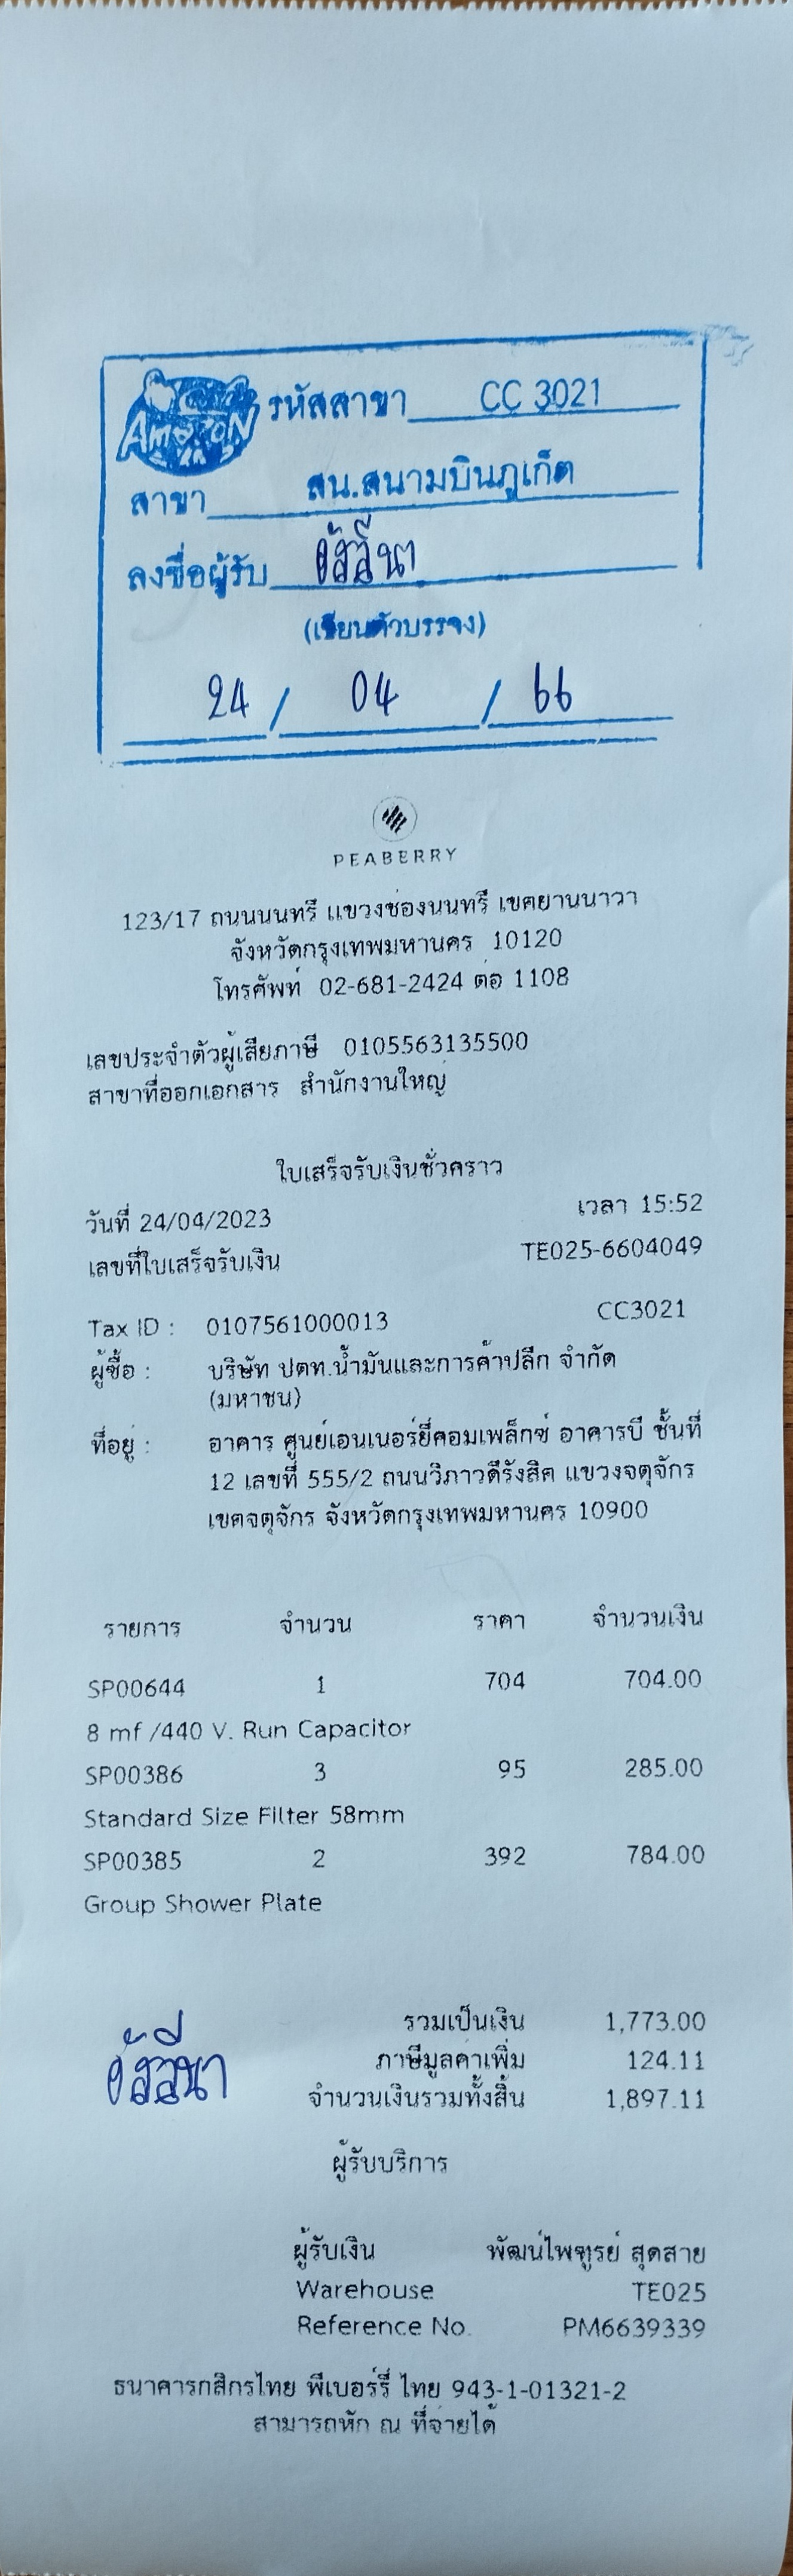 AMAZON รหัสสาขา CC 3021
สาขา สน.สนามบินภูเก็ต
ลงชื่อผู้รับ
(เขียนตัวบรรจง)
24 / 04 / 66
PEABERRY
123/17 ถนนนนทรี แขวงช่องนนทรี เขตยานนาวา
จังหวัดกรุงเทพมหานคร 10120
โทรศัพท์ 02-681-2424 ต่อ 1108
เลขประจำตัวผู้เสียภาษี 0105563135500
สาขาที่ออกเอกสาร สำนักงานใหญ่
ใบเสร็จรับเงินชั่วคราว
วันที่ 24/04/2023 เวลา 15:52
เลขที่ใบเสร็จรับเงิน TE025-6604049
Tax ID : 0107561000013 CC3021
ผู้ซื้อ : บริษัท ปตท.น้ำมันและการค้าปลีก จำกัด
(มหาชน)
ที่อยู่ : อาคาร ศูนย์เอนเนอร์ยี่คอมเพล็กซ์ อาคารบี ชั้นที่
12 เลขที่ 555/2 ถนนวิภาวดีรังสิต แขวงจตุจักร
เขตจตุจักร จังหวัดกรุงเทพมหานคร 10900
รายการ จำนวน ราคา จำนวนเงิน
SP00644 1 704 704.00
8 mf /440 V. Run Capacitor
SP00386 3 95 285.00
Standard Size Filter 58mm
SP00385 2 392 784.00
Group Shower Plate
รวมเป็นเงิน 1,773.00
ภาษีมูลค่าเพิ่ม 124.11
จำนวนเงินรวมทั้งสิ้น 1,897.11
ผู้รับบริการ
ผู้รับเงิน พัฒน์ไพฑูรย์ สุดสาย
Warehouse TE025
Reference No. PM6639339
ธนาคารกสิกรไทย พีเบอร์รี่ ไทย 943-1-01321-2
สามารถหัก ณ ที่จ่ายได้